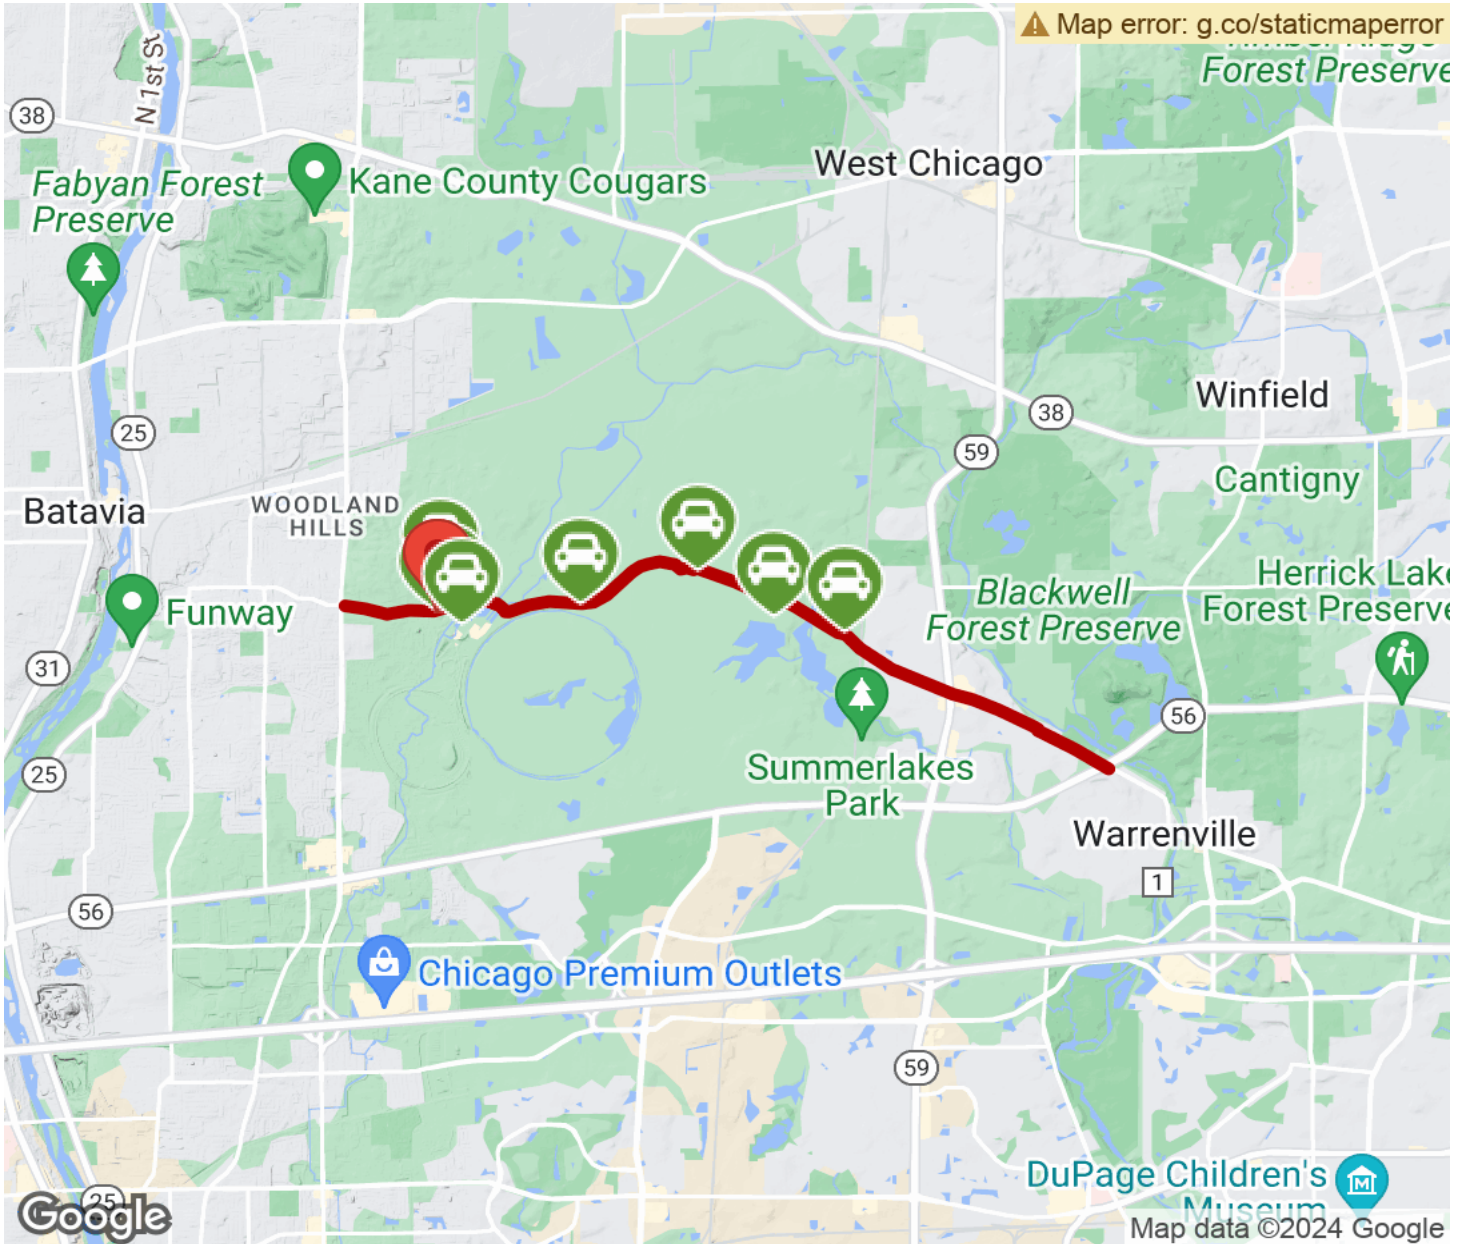 Map error: g.co/staticmaperror
Forest Preserve
N 1st St
38
West Chicago
Fabyan Forest
Preserve
Kane County Cougars
Winfield
38
25
59
Cantigny
WOODLAND
HILLS
Batavia
Herrick Lake
Forest Preserve
Blackwell
Forest Preserve
Funway
31
56
25
Summerlakes
Park
Warrenville
1
56
Chicago Premium Outlets
59
DuPage Children's
Museum
25
Google
Map data ©2024 Google